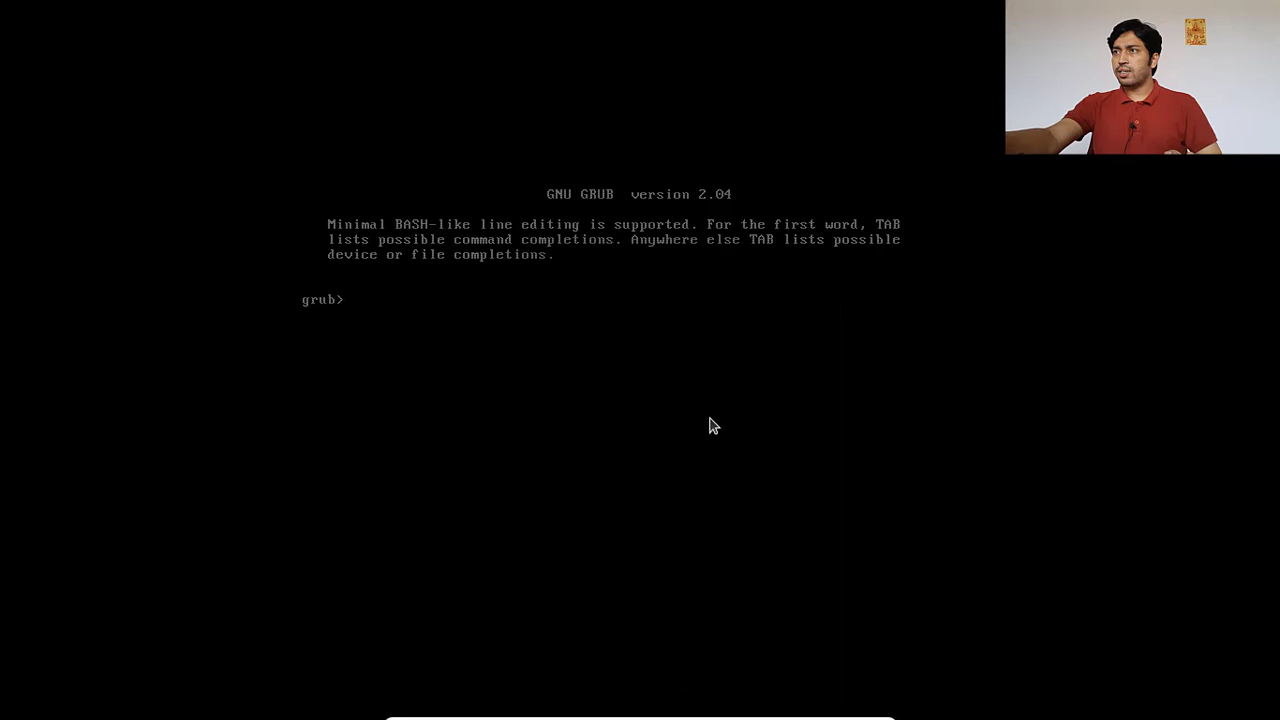 GNU GRUB  version 2.04
Minimal BASH-like line editing is supported. For the first word, TAB
lists possible command completions. Anywhere else TAB lists possible
device or file completions.
grub>